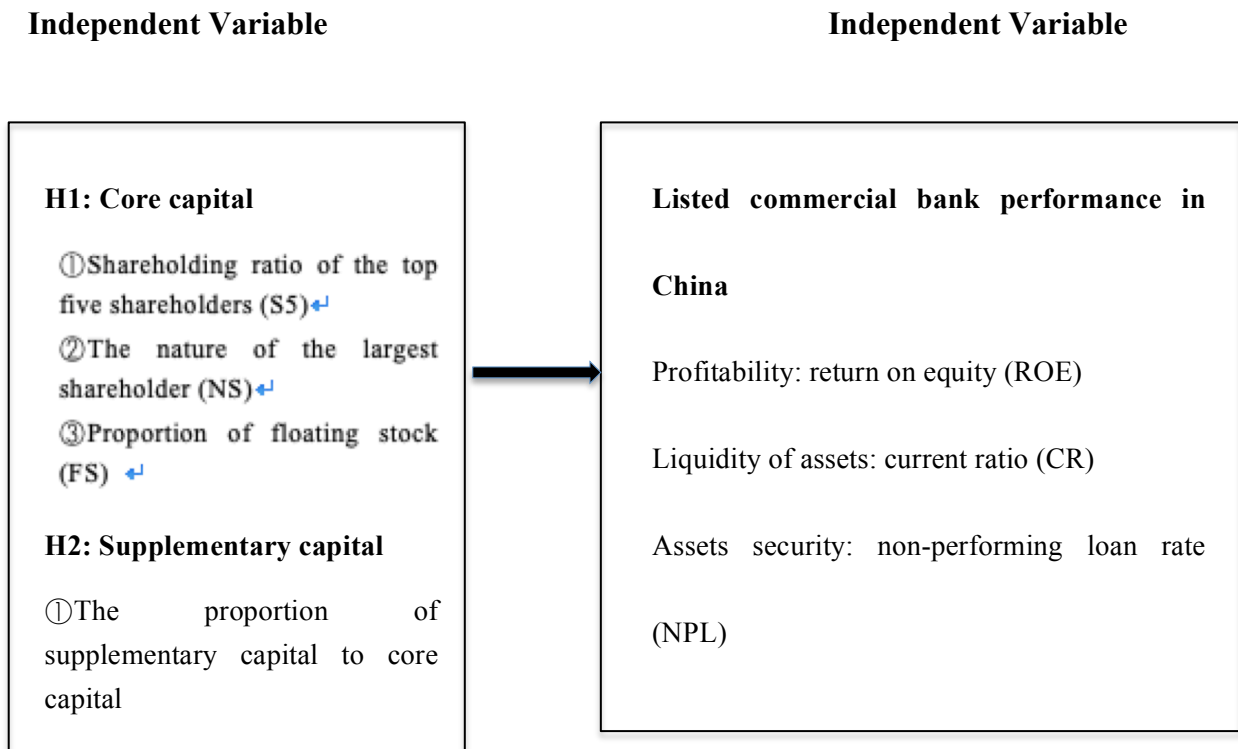 Independent Variable
Independent Variable
H1: Core capital
①Shareholding ratio of the top
five shareholders (S5)↵
②The nature of the largest
shareholder (NS)↵
③Proportion of floating stock
(FS) ↵
H2: Supplementary capital
①The proportion of
supplementary capital to core
capital
Listed commercial bank performance in
China
Profitability: return on equity (ROE)
Liquidity of assets: current ratio (CR)
Assets security: non-performing loan rate
(NPL)